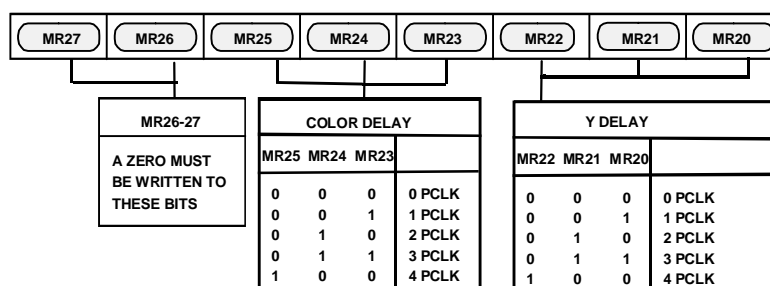 MR27 MR26 MR25 MR24 MR23 MR22 MR21 MR20
MR26-27
A ZERO MUST
BE WRITTEN TO
THESE BITS
COLOR DELAY
MR25 MR24 MR23
0 0 0 0 PCLK
0 0 1 1 PCLK
0 1 0 2 PCLK
0 1 1 3 PCLK
1 0 0 4 PCLK
Y DELAY
MR22 MR21 MR20
0 0 0 0 PCLK
0 0 1 1 PCLK
0 1 0 2 PCLK
0 1 1 3 PCLK
1 0 0 4 PCLK